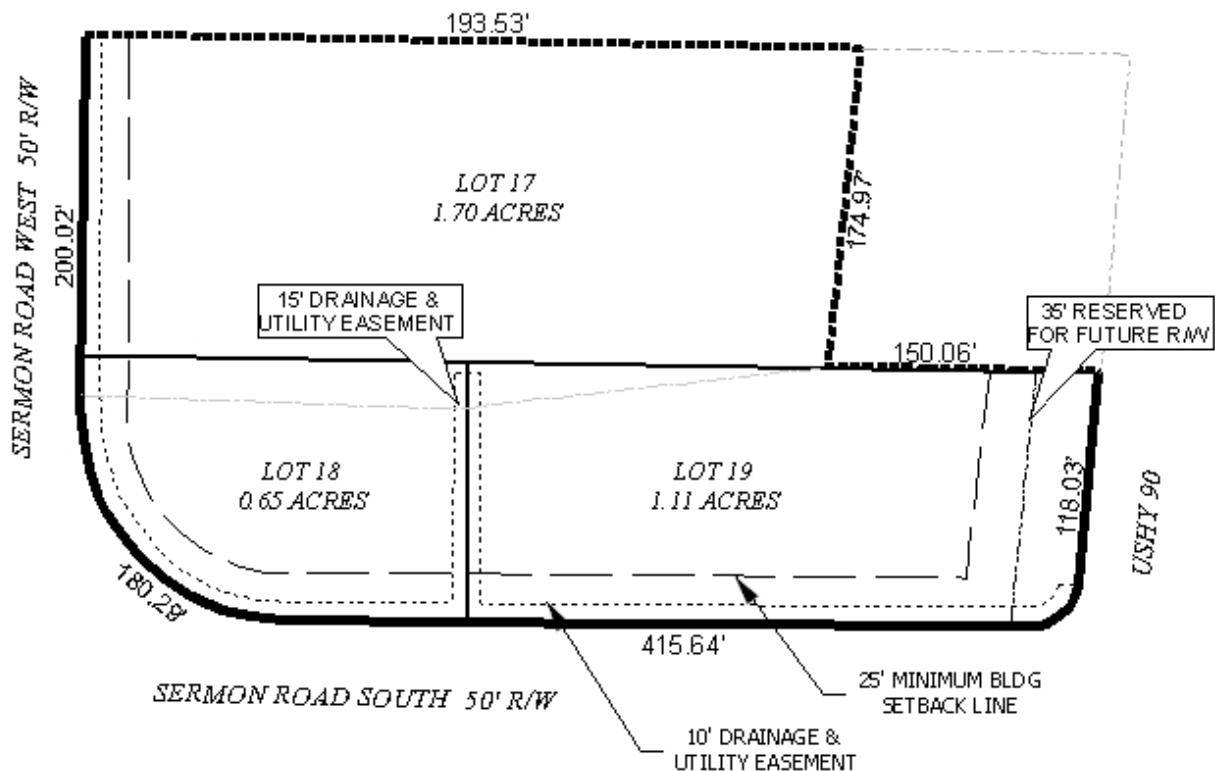 193.53'
SERMON ROAD WEST 50' R/W
200.02'
LOT 17
1.70 ACRES
174.97'
15' DRAINAGE &
UTILITY EASEMENT
35' RESERVED
FOR FUTURE R/W
150.06'
LOT 18
0.65 ACRES
LOT 19
1.11 ACRES
118.03'
USHY 90
180.29'
415.64'
SERMON ROAD SOUTH 50' R/W
25' MINIMUM BLDG
SETBACK LINE
10' DRAINAGE &
UTILITY EASEMENT